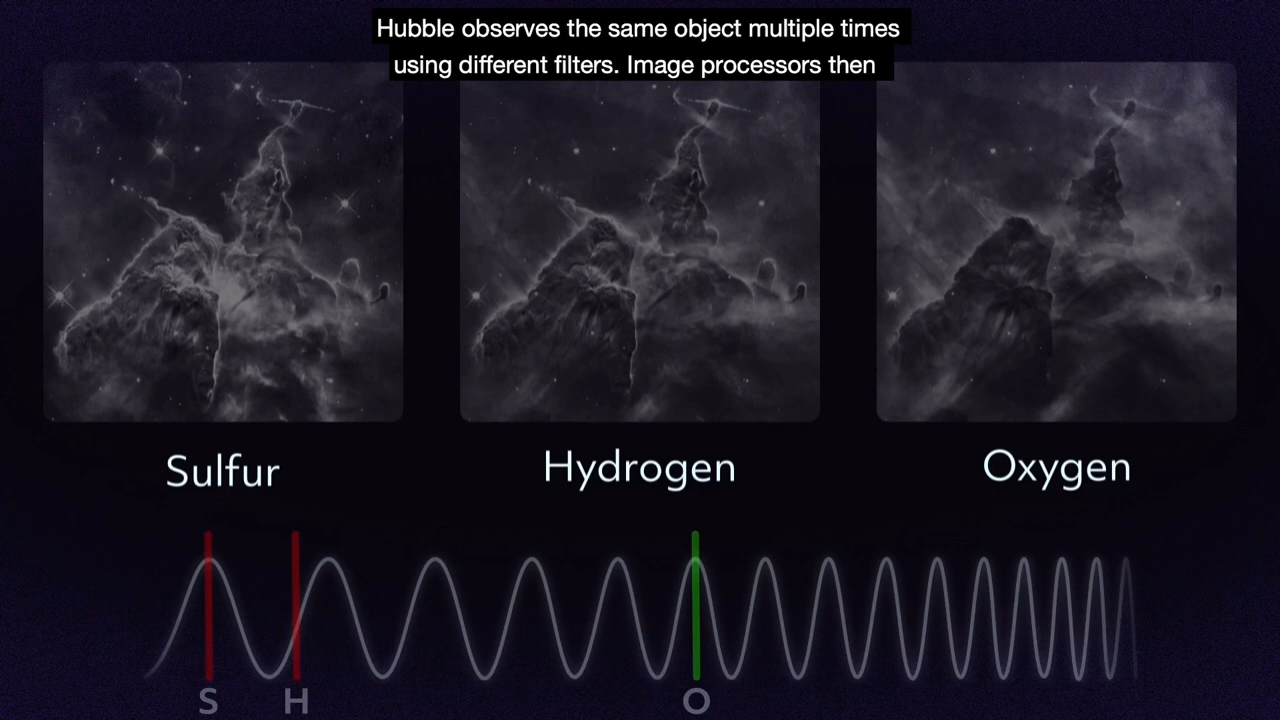 Hubble observes the same object multiple times
using different filters. Image processors then
Sulfur
Hydrogen
Oxygen
S
H
O